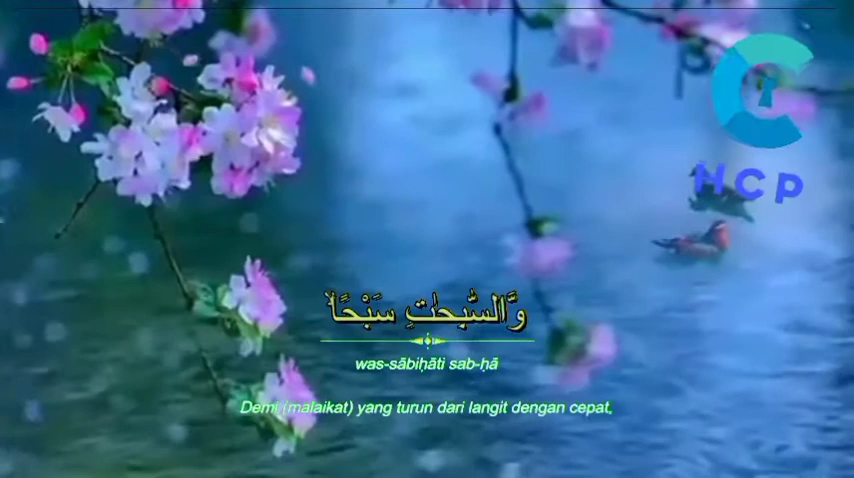 HCP
وَّالسّٰبِحٰتِ سَبْحًاۙ
was-sābiḥāti sab-ḥā
Demi (malaikat) yang turun dari langit dengan cepat,